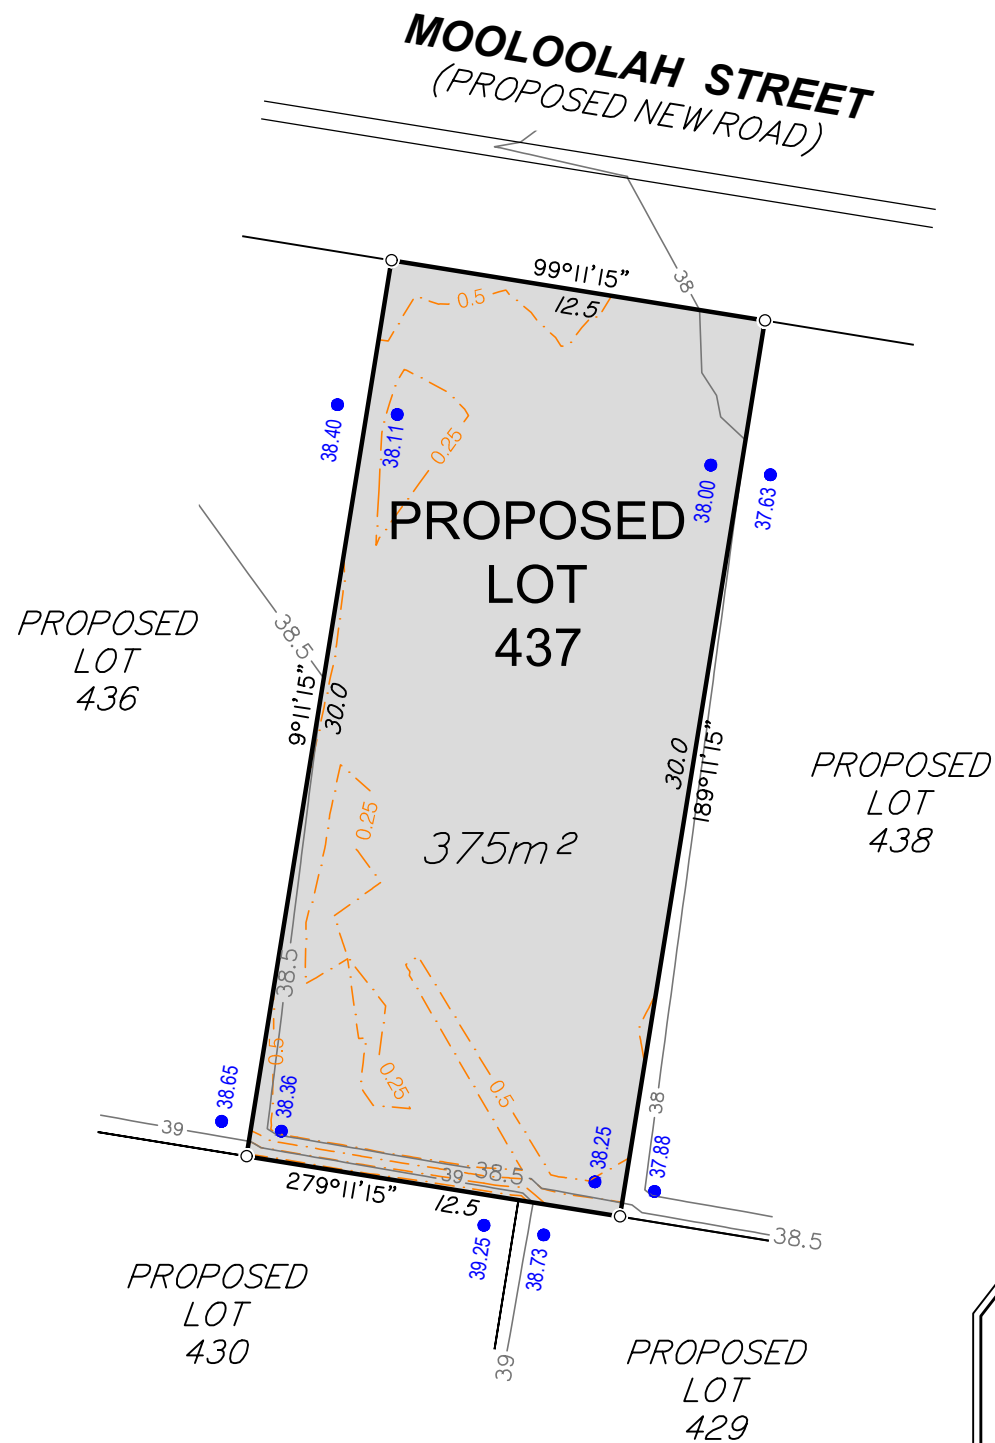 MOOLOOLAH STREET
(PROPOSED NEW ROAD)
99°11'15"
12.5
0.5
38
38.40
38.11
0.25
38.00
37.63
PROPOSED
LOT
437
PROPOSED
LOT
436
38.5
9°11'15"
30.0
30.0
189°11'15"
PROPOSED
LOT
438
0.25
375m²
38.5
0.5
0.25
0.5
38
38.65
38.36
38.25
37.88
39
38.5
39
279°11'15"
12.5
38.5
39.25
38.73
39
PROPOSED
LOT
430
PROPOSED
LOT
429